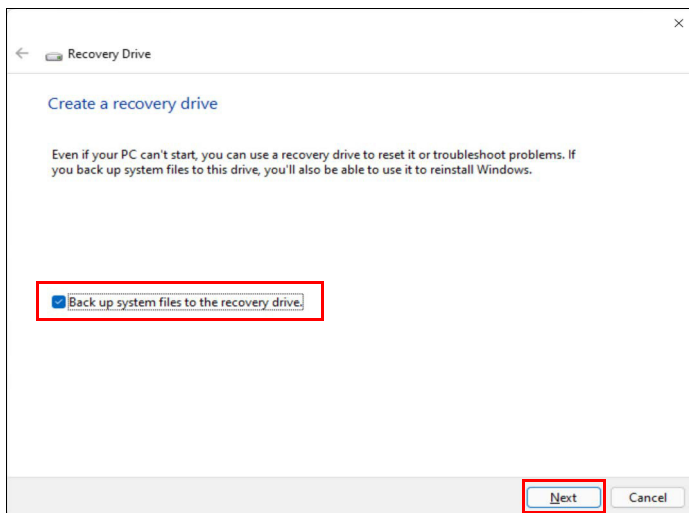 Recovery Drive
Create a recovery drive
Even if your PC can't start, you can use a recovery drive to reset it or troubleshoot problems. If
you back up system files to this drive, you'll also be able to use it to reinstall Windows.
Back up system files to the recovery drive.
Next Cancel